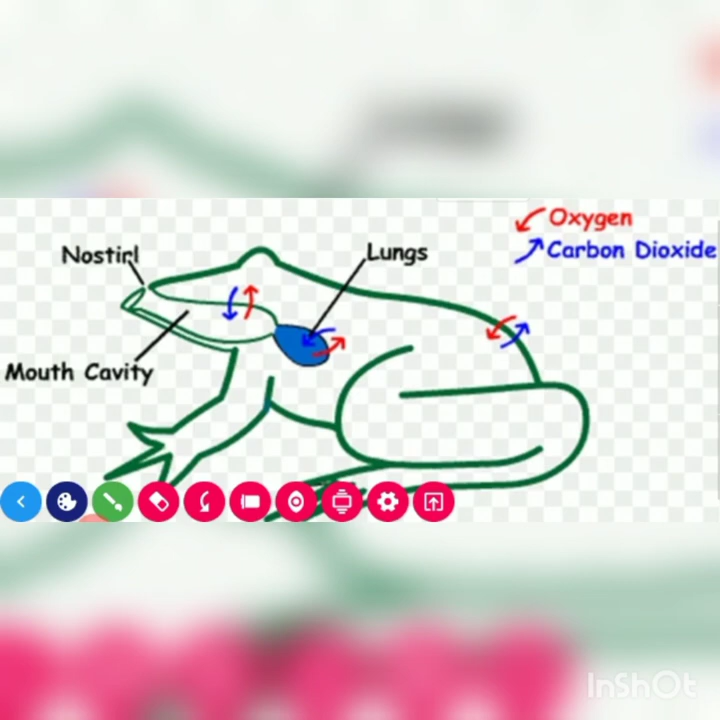 Oxygen
Carbon Dioxide
Nostirl
Lungs
Mouth Cavity
InShOt